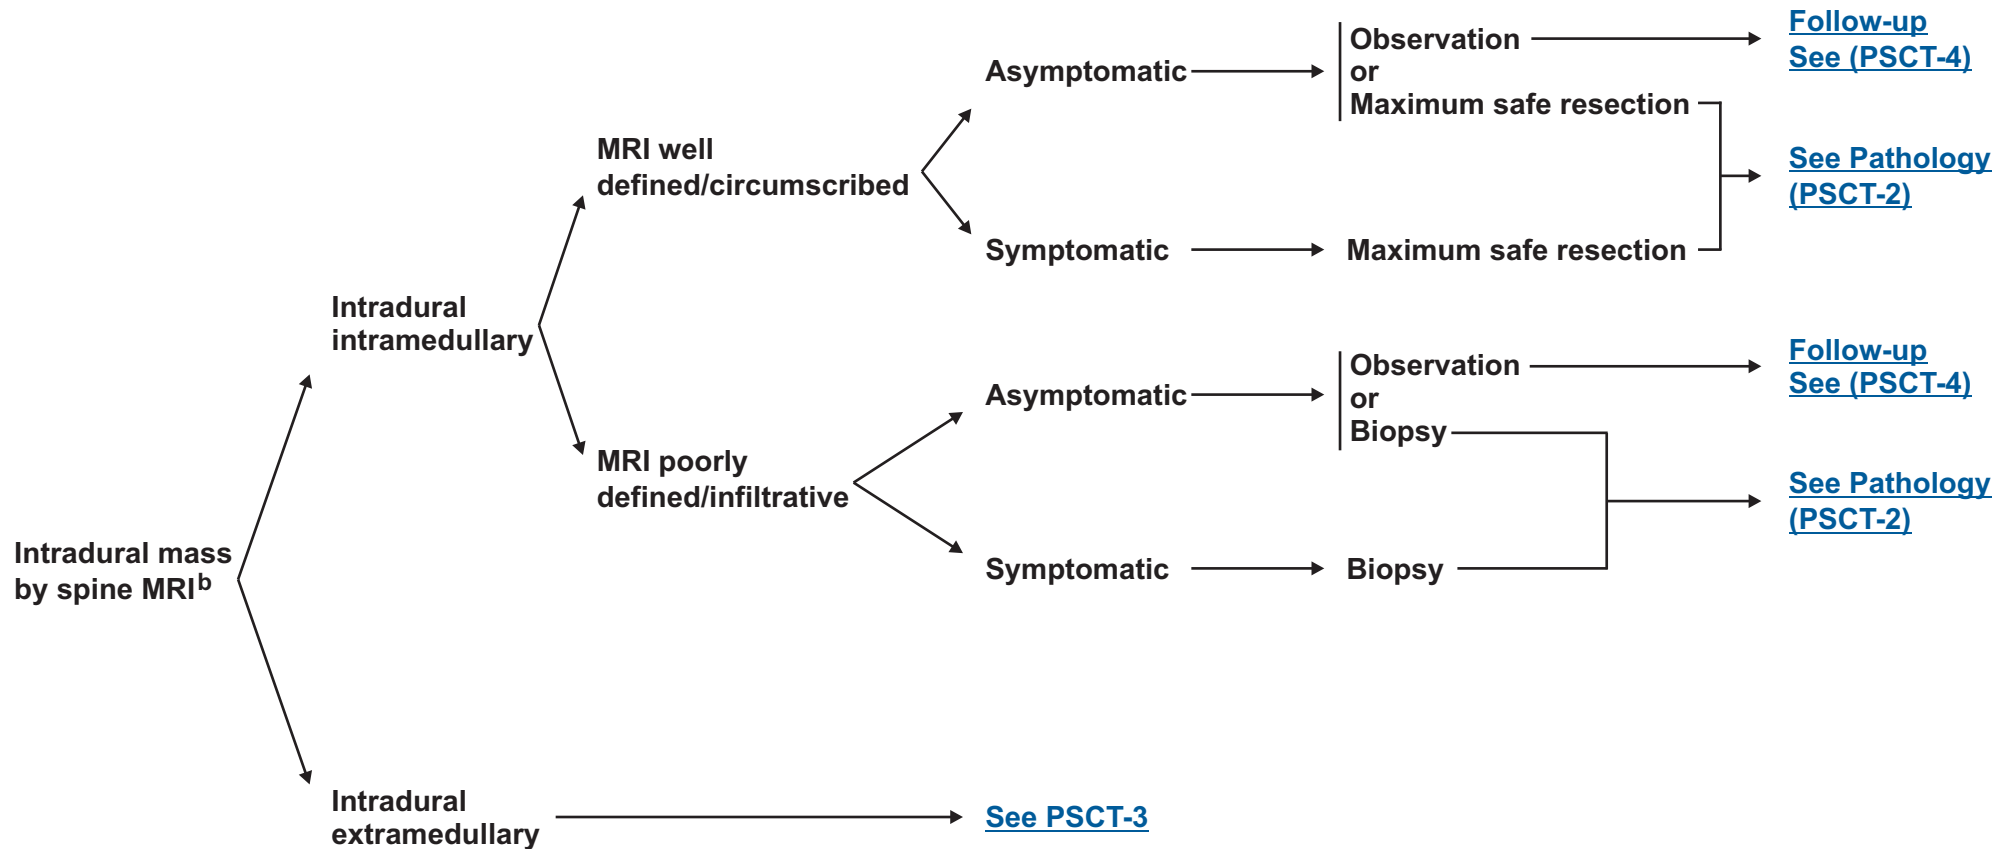 Intradural mass
by spine MRIb
Intradural
intramedullary
MRI well
defined/circumscribed
Asymptomatic
Observation
or
Maximum safe resection
Follow-up
See (PSCT-4)
See Pathology
(PSCT-2)
Symptomatic
Maximum safe resection
MRI poorly
defined/infiltrative
Asymptomatic
Observation
or
Biopsy
Follow-up
See (PSCT-4)
See Pathology
(PSCT-2)
Symptomatic
Biopsy
Intradural
extramedullary
See PSCT-3